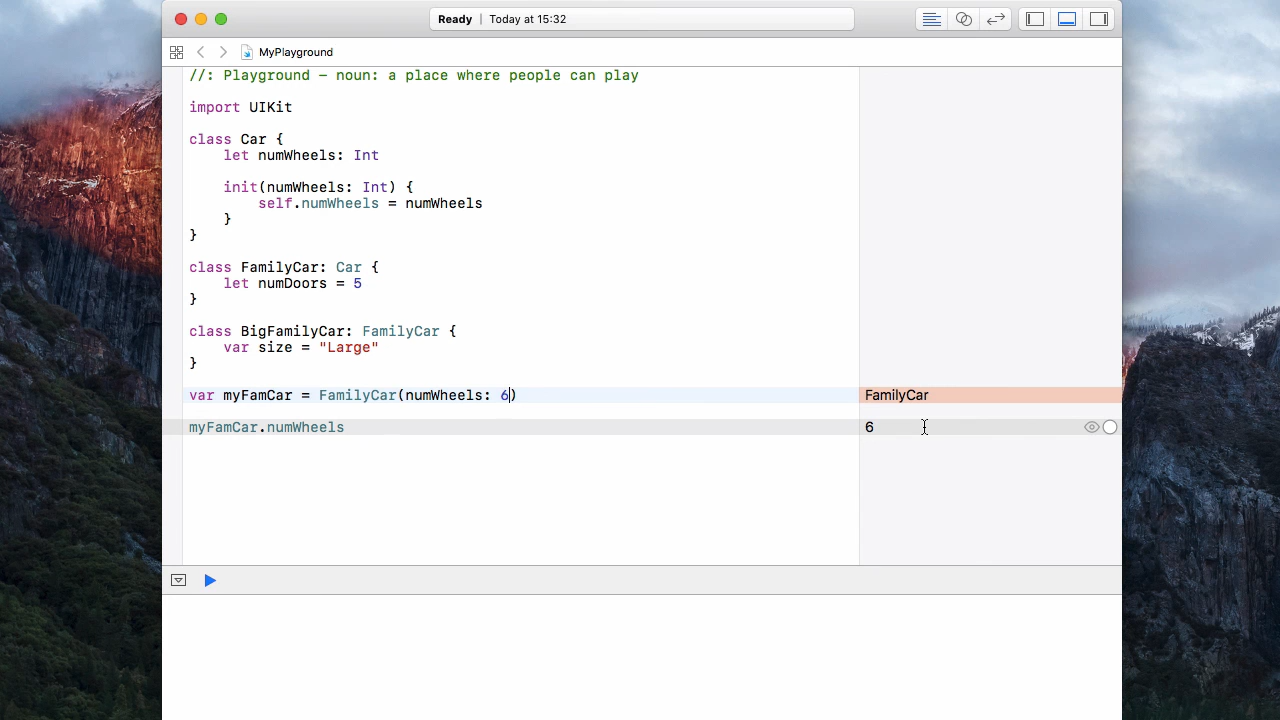 Ready | Today at 15:32
MyPlayground
//: Playground – noun: a place where people can play
import UIKit
class Car {
let numWheels: Int
init(numWheels: Int) {
self.numWheels = numWheels
}
}
class FamilyCar: Car {
let numDoors = 5
}
class BigFamilyCar: FamilyCar {
var size = "Large"
}
var myFamCar = FamilyCar(numWheels: 6) FamilyCar
myFamCar.numWheels 6